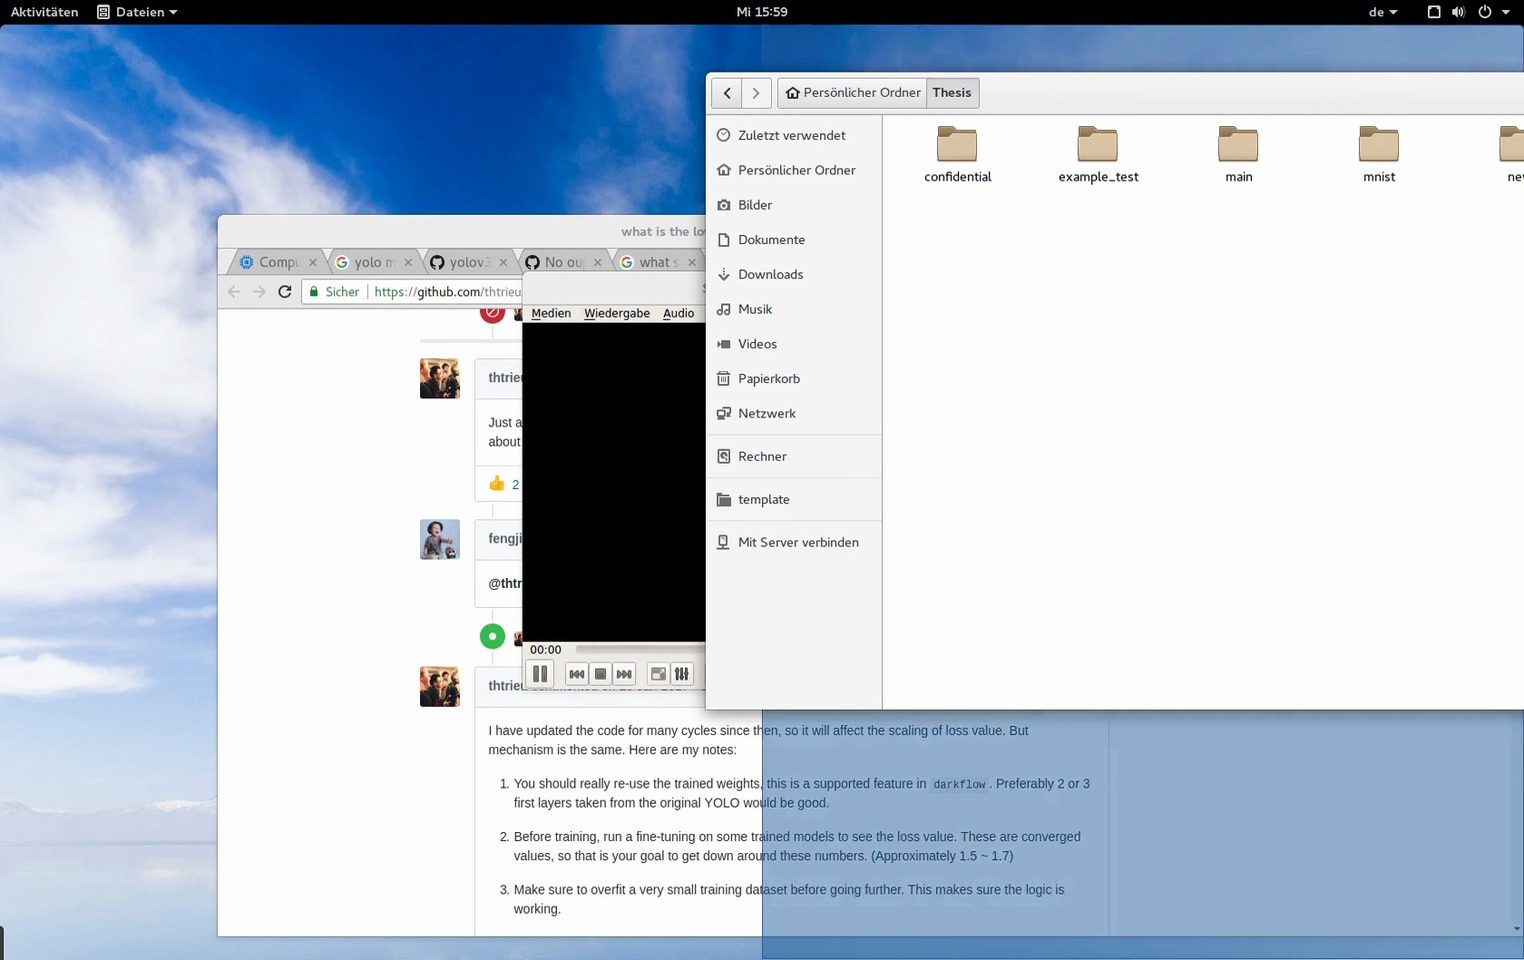 Aktivitäten Dateien Mi 15:59 de
Persönlicher Ordner Thesis
Zuletzt verwendet
Persönlicher Ordner
Bilder
Dokumente
Downloads
Musik
Videos
Papierkorb
Netzwerk
Rechner
template
Mit Server verbinden
confidential example_test main mnist
what is the
yolo
No what
Sicher https://github.com/thtrieu
Medien Wiedergabe Audio
thtrieu
Just a
about
2
fengji
@thtr
00:00
I have updated the code for many cycles since then, so it will affect the scaling of loss value. But
mechanism is the same. Here are my notes:
1. You should really re-use the trained weights, this is a supported feature in darkflow . Preferably 2 or 3
first layers taken from the original YOLO would be good.
2. Before training, run a fine-tuning on some trained models to see the loss value. These are converged
values, so that is your goal to get down around these numbers. (Approximately 1.5 ~ 1.7)
3. Make sure to overfit a very small training dataset before going further. This makes sure the logic is
working.